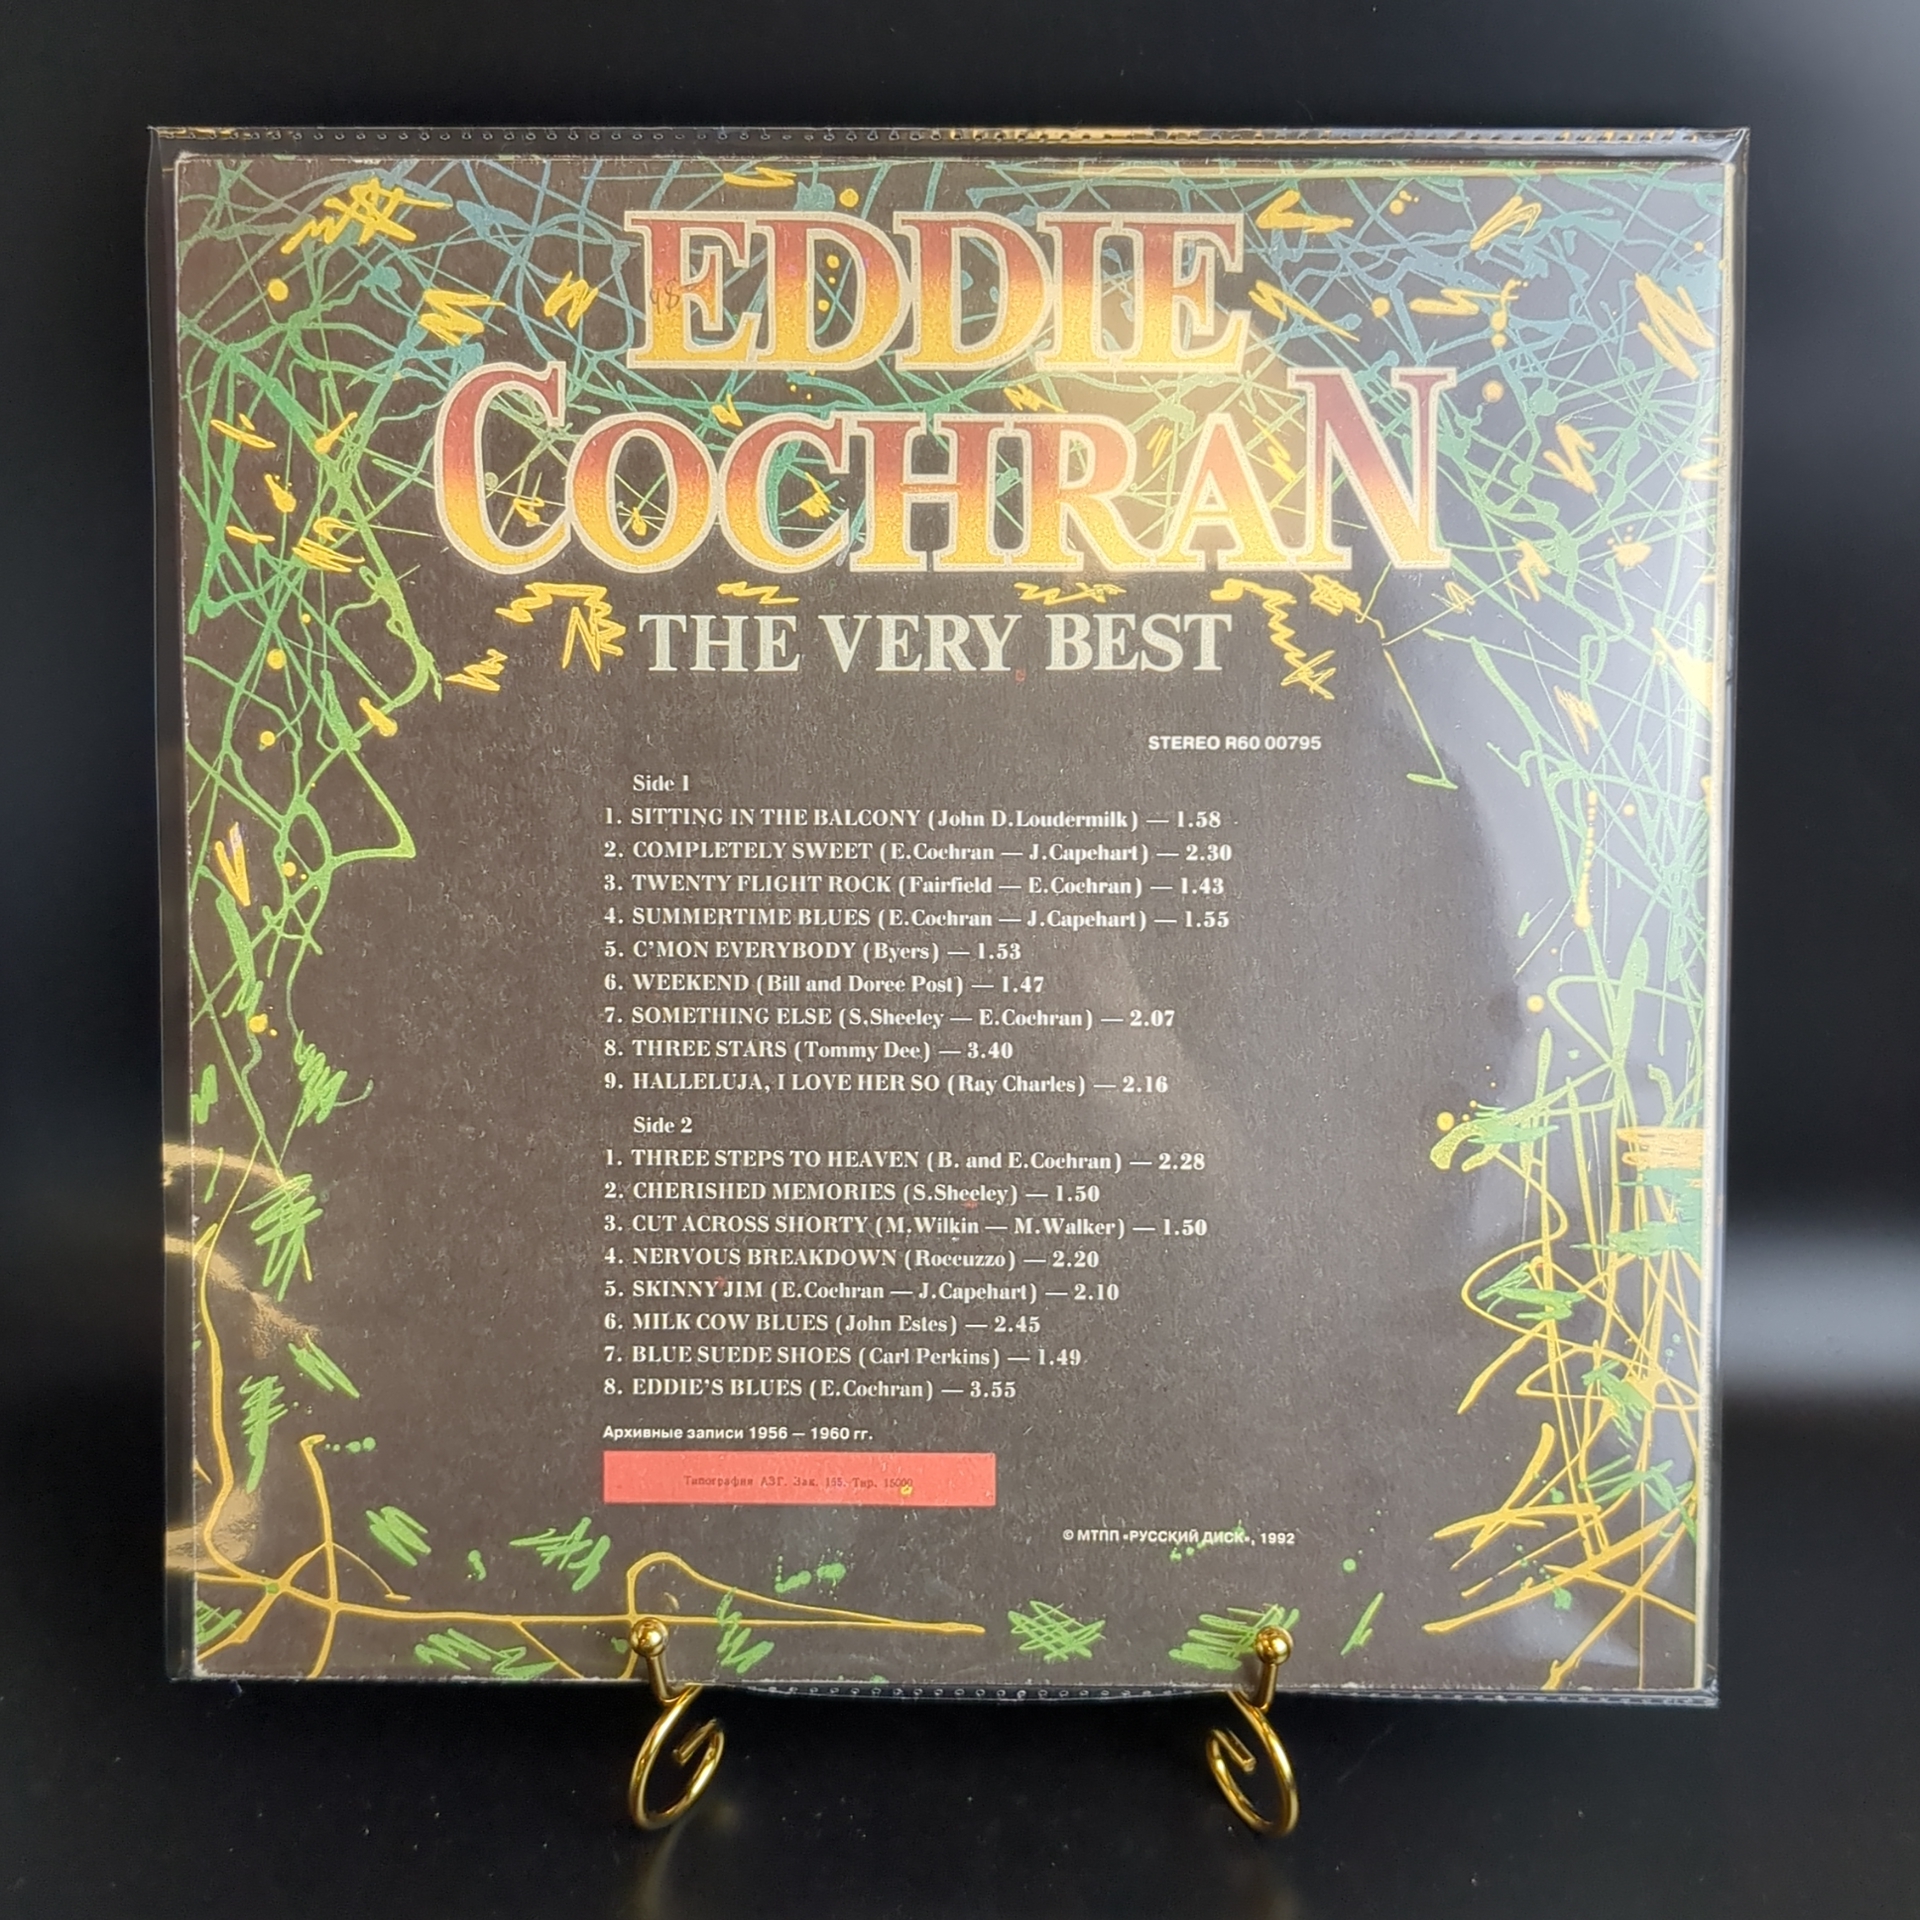 EDDIE
COCHRAN
THE VERY BEST
STEREO R60 00795
Side 1
1. SITTING IN THE BALCONY (John D.Loudermilk) — 1.58
2. COMPLETELY SWEET (E.Cochran — J.Capehart) — 2.30
3. TWENTY FLIGHT ROCK (Fairfield — E.Cochran) — 1.43
4. SUMMERTIME BLUES (E.Cochran — J.Capehart) — 1.55
5. C'MON EVERYBODY (Byers) — 1.53
6. WEEKEND (Bill and Doree Post) — 1.47
7. SOMETHING ELSE (S.Sheeley — E.Cochran) — 2.07
8. THREE STARS (Tommy Dee) — 3.40
9. HALLELUJA, I LOVE HER SO (Ray Charles) — 2.16
Side 2
1. THREE STEPS TO HEAVEN (B. and E.Cochran) — 2.28
2. CHERISHED MEMORIES (S.Sheeley) — 1.50
3. CUT ACROSS SHORTY (M.Wilkin — M.Walker) — 1.50
4. NERVOUS BREAKDOWN (Roccuzzo) — 2.20
5. SKINNY JIM (E.Cochran — J.Capehart) — 2.10
6. MILK COW BLUES (John Estes) — 2.45
7. BLUE SUEDE SHOES (Carl Perkins) — 1.49
8. EDDIE'S BLUES (E.Cochran) — 3.55
Архивные записи 1956 — 1960 гг.
Типография АЗГ. Зак. Тир. 15000
© МТПП «РУССКИЙ ДИСК», 1992